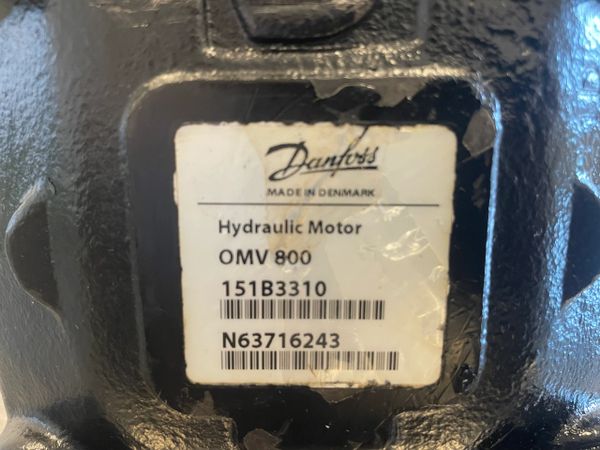 Danfoss
MADE IN DENMARK
Hydraulic Motor
OMV 800
151B3310
N63716243